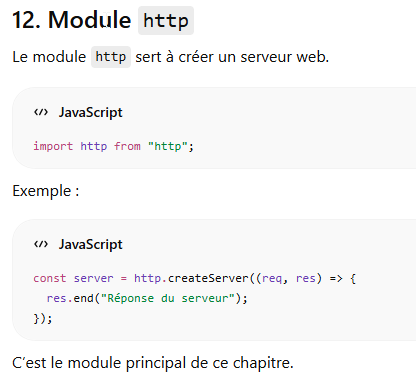 12. Module http
Le module http sert à créer un serveur web.
</> JavaScript
import http from "http";
Exemple :
</> JavaScript
const server = http.createServer((req, res) => {
  res.end("Réponse du serveur");
});
C'est le module principal de ce chapitre.